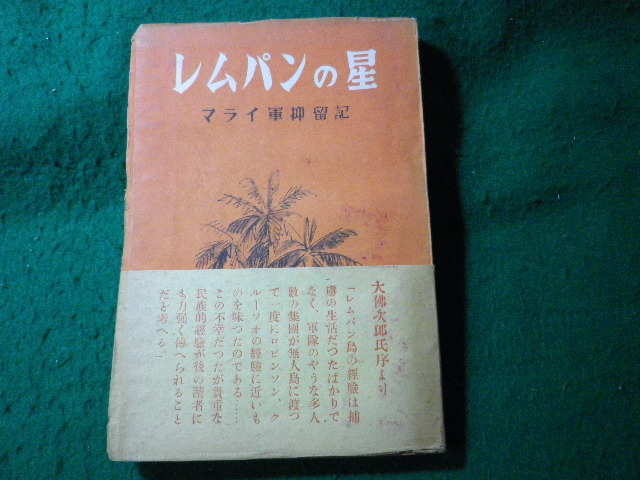 レムパンの星
マライ軍抑留記
大佛次郎氏序より
「レムパン島の經驗は捕
虜の生活だつたばかりで
なく、軍隊のやうな多人
數の集團が無人島に渡つ
て一度にロビンソン、ク
ルーソオの經驗に近いも
のを味つたのである……
この不幸だつたが貴重な
民族的經驗が後の讀者に
も力强く傳へられること
だと考へる」